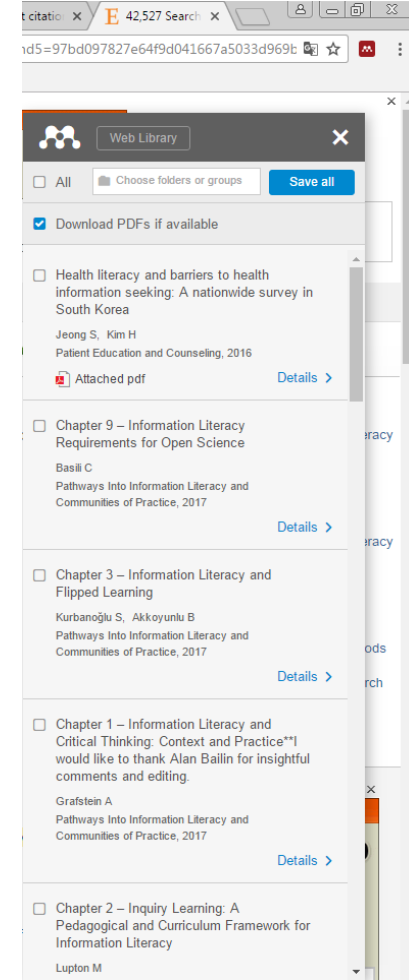 t citatio
E 42,527 Search
nd5=97bd097827e64f9d041667a5033d969b
Web Library
All
Choose folders or groups
Save all
Download PDFs if available
Health literacy and barriers to health
information seeking: A nationwide survey in
South Korea
Jeong S, Kim H
Patient Education and Counseling, 2016
Attached pdf
Details
Chapter 9 – Information Literacy
Requirements for Open Science
Basili C
Pathways Into Information Literacy and
Communities of Practice, 2017
Details
Chapter 3 – Information Literacy and
Flipped Learning
Kurbanoğlu S, Akkoyunlu B
Pathways Into Information Literacy and
Communities of Practice, 2017
Details
Chapter 1 – Information Literacy and
Critical Thinking: Context and Practice**I
would like to thank Alan Bailin for insightful
comments and editing.
Grafstein A
Pathways Into Information Literacy and
Communities of Practice, 2017
Details
Chapter 2 – Inquiry Learning: A
Pedagogical and Curriculum Framework for
Information Literacy
Lupton M
eracy
eracy
ods
rch